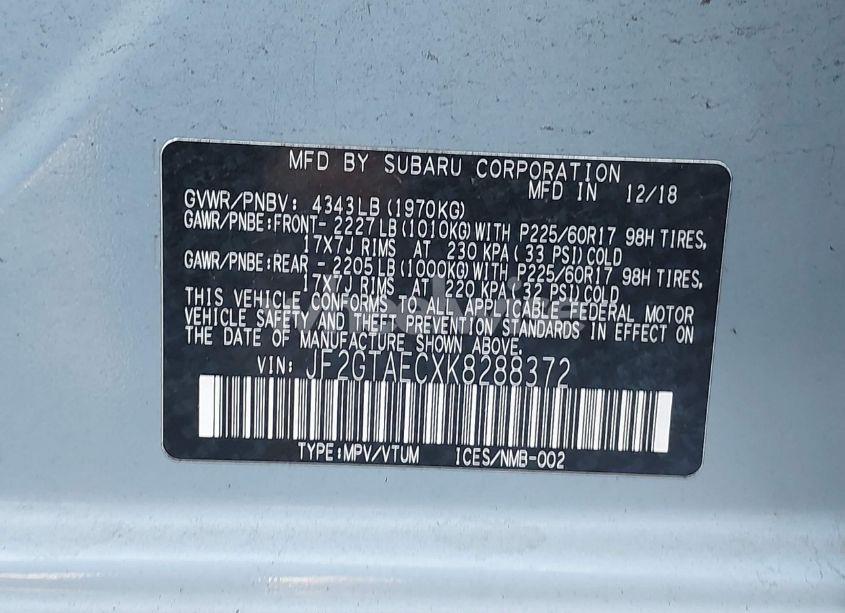 MFD BY SUBARU CORPORATION
MFD IN 12/18
GVWR/PNBV: 4343LB (1970KG)
GAWR/PNBE:FRONT- 2227 LB (1010KG) WITH P225/60R17 98H TIRES,
17X7J RIMS AT 230 KPA( 33 PSI) COLD
GAWR/PNBE:REAR - 2205 LB (1000KG) WITH P225/60R17 98H TIRES,
17X7J RIMS AT 220 KPA( 32 PSI) COLD
THIS VEHICLE CONFORMS TO ALL APPLICABLE FEDERAL MOTOR
VEHICLE SAFETY AND THEFT PREVENTION STANDARDS IN EFFECT ON
THE DATE OF MANUFACTURE SHOWN ABOVE.
VIN: JF2GTAECXK8288372
TYPE:MPV/VTUM ICES/NMB-002